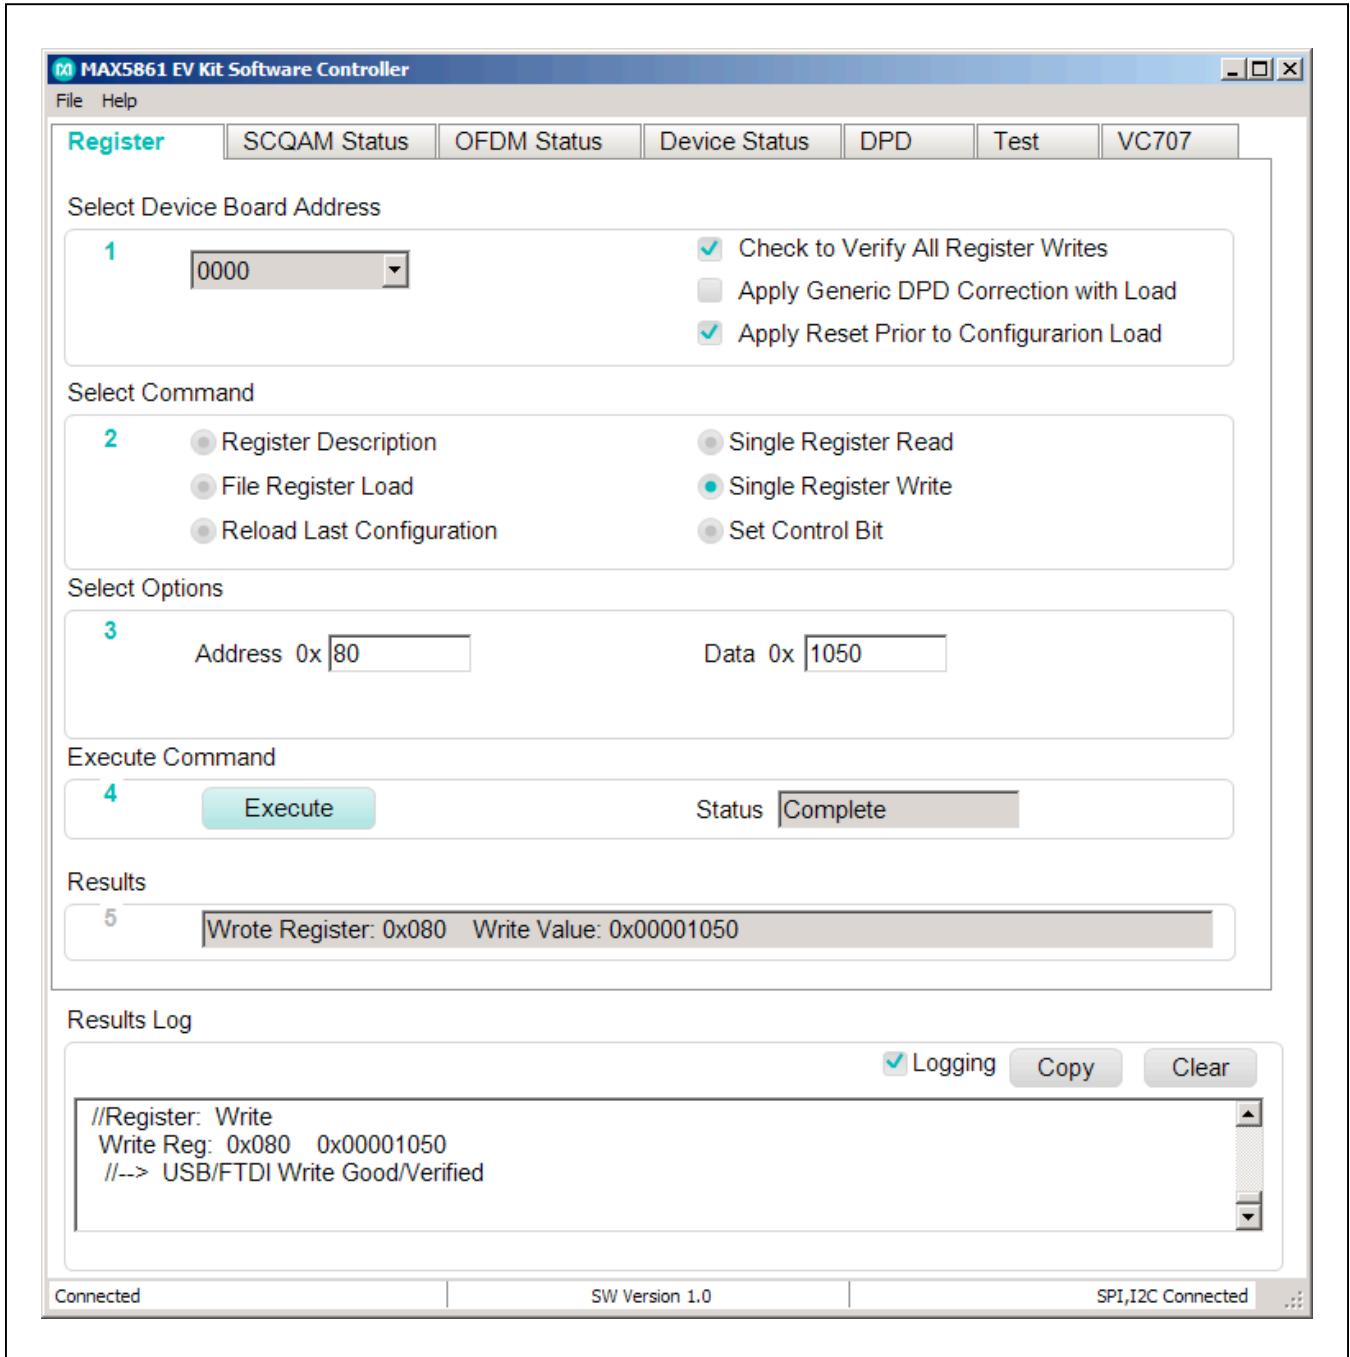 MAX5861 EV Kit Software Controller
File Help
Register SCQAM Status OFDM Status Device Status DPD Test VC707
Select Device Board Address
1
0000
Check to Verify All Register Writes
Apply Generic DPD Correction with Load
Apply Reset Prior to Configurarion Load
Select Command
2
Register Description
Single Register Read
File Register Load
Single Register Write
Reload Last Configuration
Set Control Bit
Select Options
3
Address 0x 80
Data 0x 1050
Execute Command
4
Execute
Status Complete
Results
5
Wrote Register: 0x080 Write Value: 0x00001050
Results Log
Logging Copy Clear
//Register: Write
Write Reg: 0x080 0x00001050
//--> USB/FTDI Write Good/Verified
Connected SW Version 1.0 SPI,I2C Connected